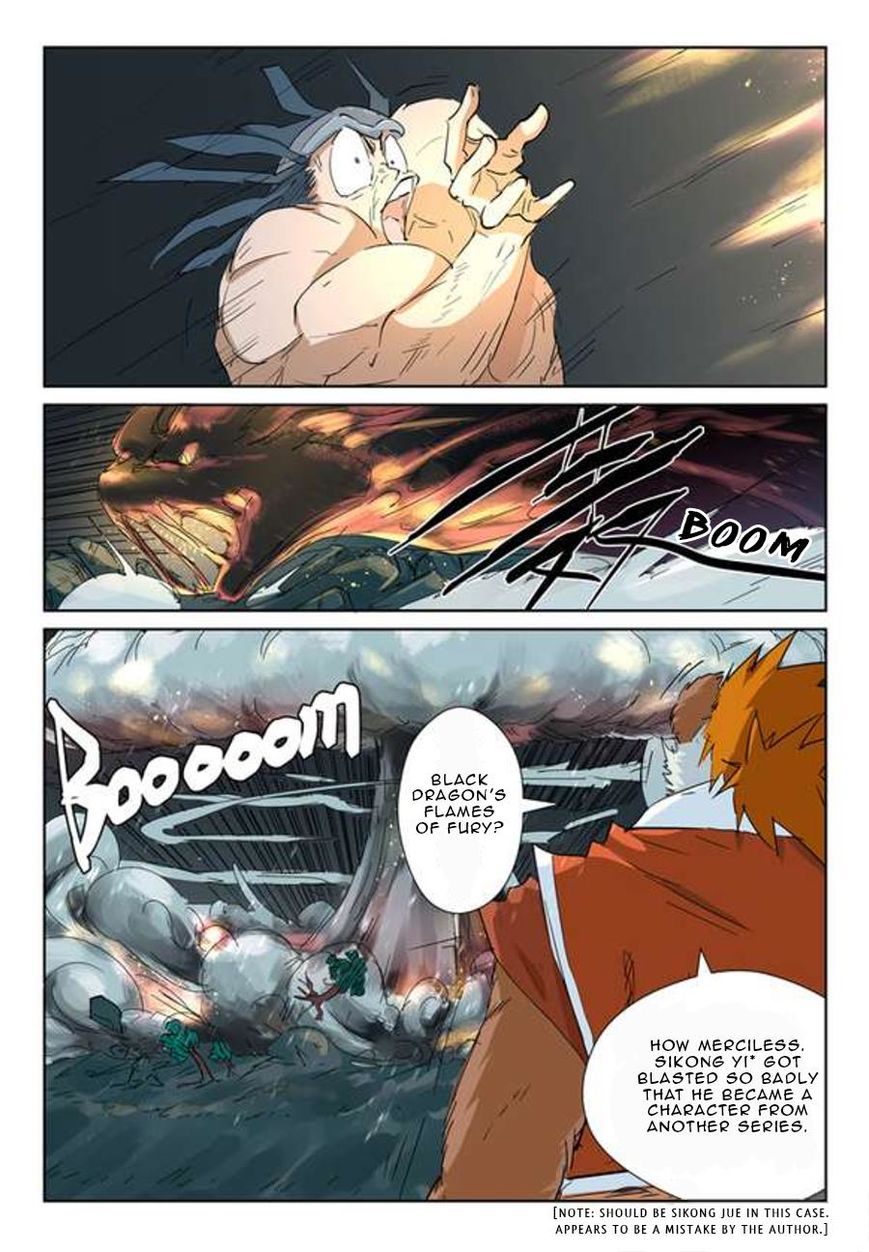 BOOM
BOOOOOOM
BLACK
DRAGON'S
FLAMES
OF FURY?
HOW MERCILESS.
SIKONG YI* GOT
BLASTED SO BADLY
THAT HE BECAME A
CHARACTER FROM
ANOTHER SERIES.
[NOTE: SHOULD BE SIKONG JUE IN THIS CASE.
APPEARS TO BE A MISTAKE BY THE AUTHOR.]